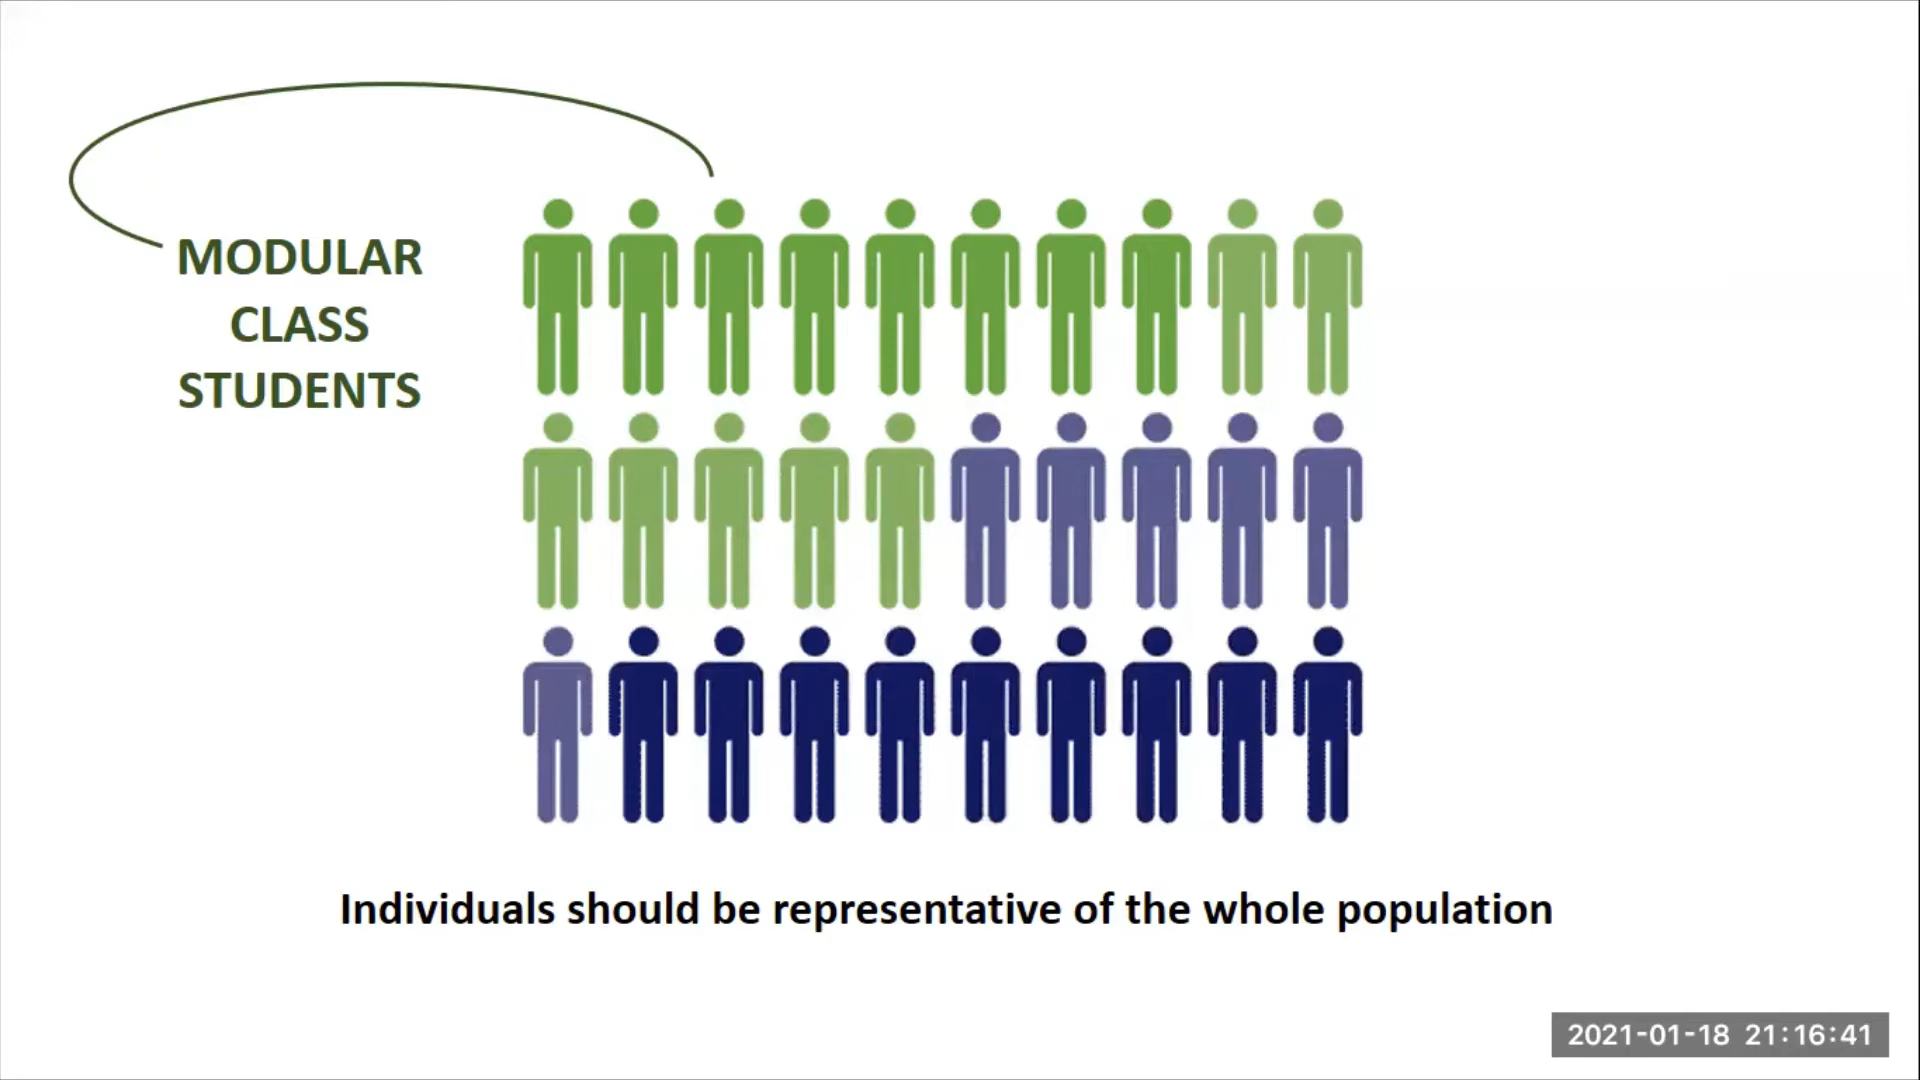 MODULAR
CLASS
STUDENTS
Individuals should be representative of the whole population
2021-01-18 21:16:41